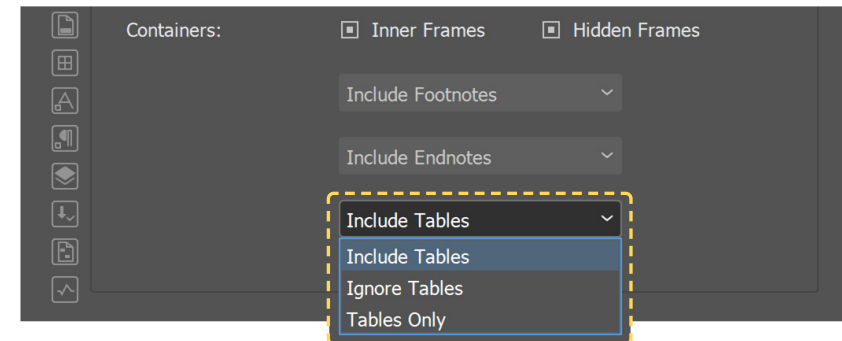 Containers: Inner Frames Hidden Frames
Include Footnotes
Include Endnotes
Include Tables
Include Tables
Ignore Tables
Tables Only